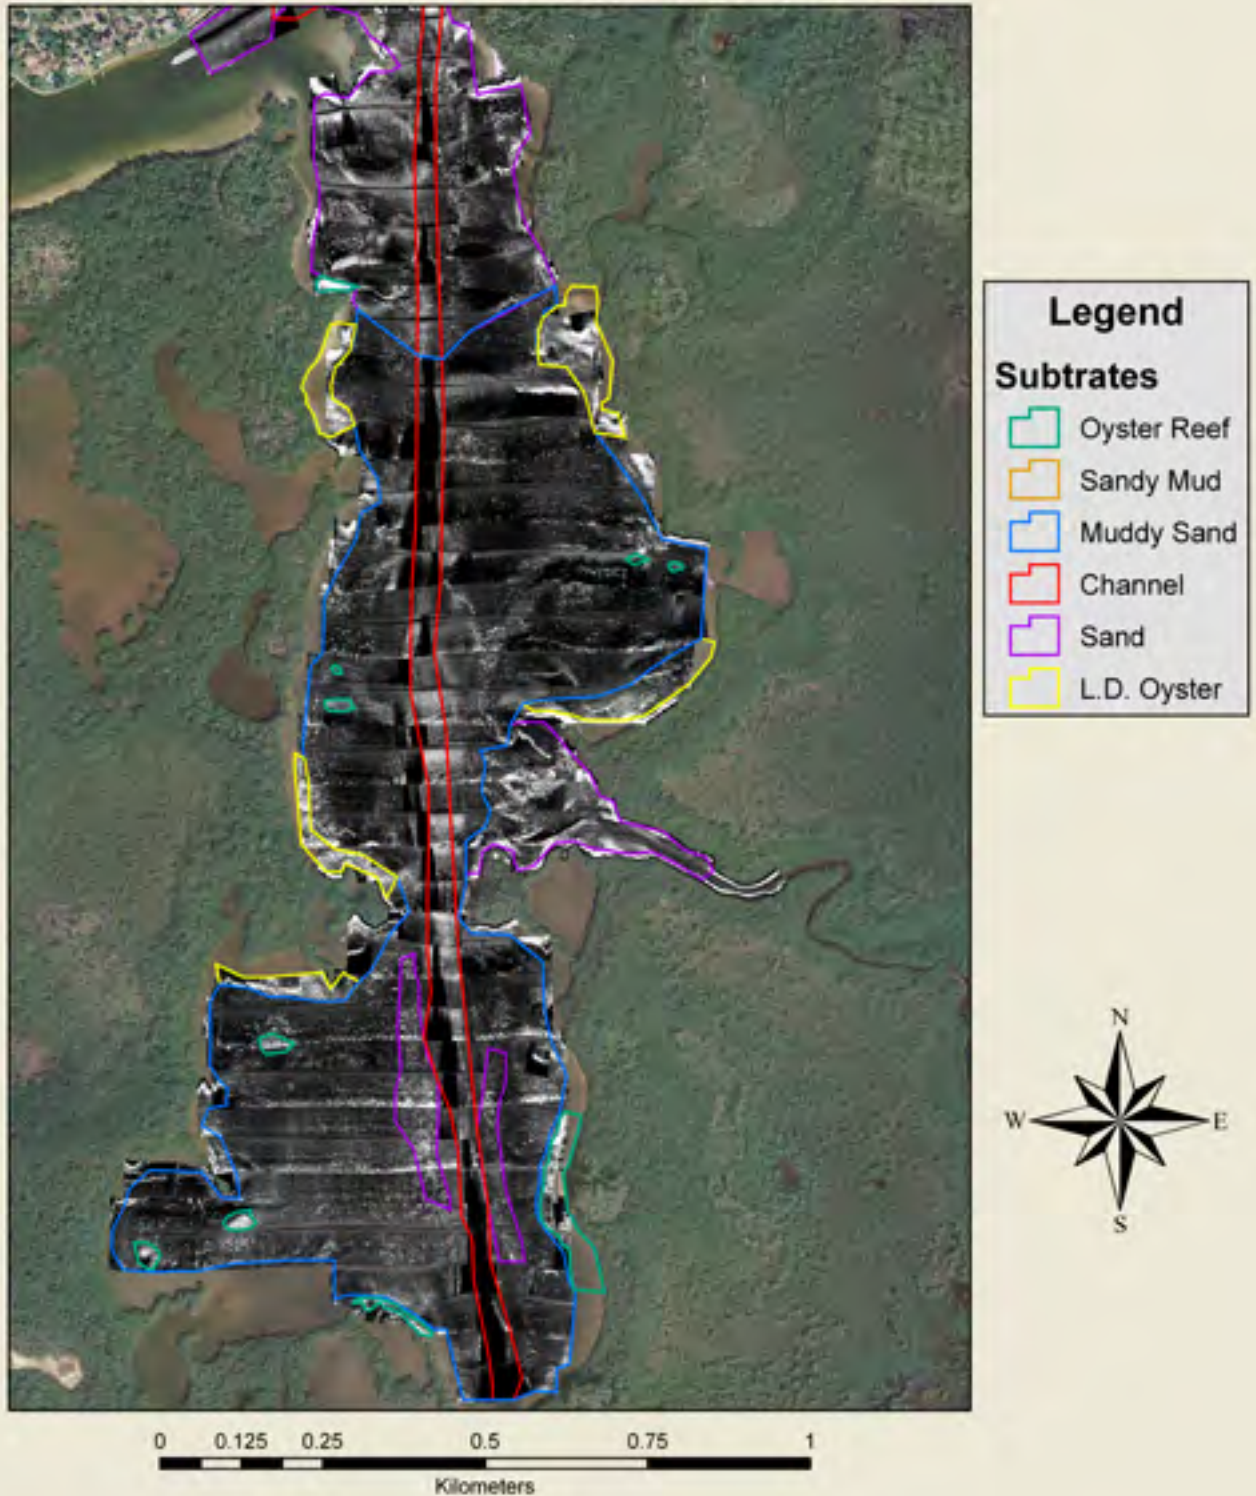 Legend
Subtrates
Oyster Reef
Sandy Mud
Muddy Sand
Channel
Sand
L.D. Oyster
N
W E
S
0 0.125 0.25 0.5 0.75 1
Kilometers